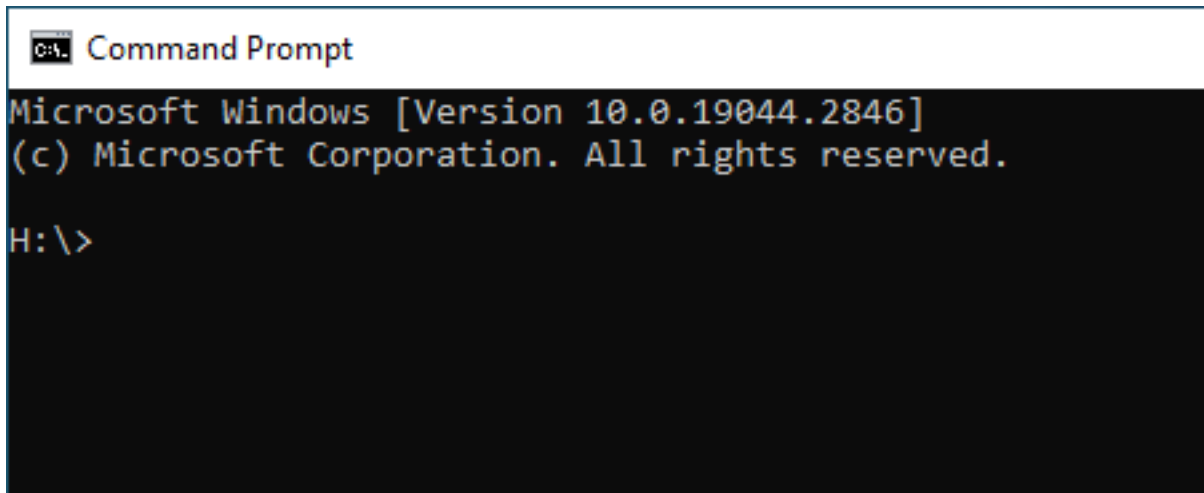 C:\.
Command Prompt
Microsoft Windows [Version 10.0.19044.2846]
(c) Microsoft Corporation. All rights reserved.
H:\>